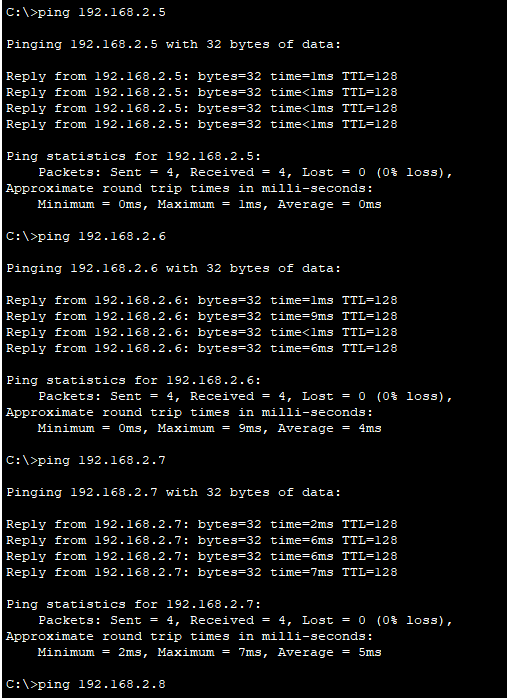 C:\>ping 192.168.2.5
Pinging 192.168.2.5 with 32 bytes of data:
Reply from 192.168.2.5: bytes=32 time=1ms TTL=128
Reply from 192.168.2.5: bytes=32 time<1ms TTL=128
Reply from 192.168.2.5: bytes=32 time<1ms TTL=128
Reply from 192.168.2.5: bytes=32 time<1ms TTL=128
Ping statistics for 192.168.2.5:
    Packets: Sent = 4, Received = 4, Lost = 0 (0% loss),
Approximate round trip times in milli-seconds:
    Minimum = 0ms, Maximum = 1ms, Average = 0ms
C:\>ping 192.168.2.6
Pinging 192.168.2.6 with 32 bytes of data:
Reply from 192.168.2.6: bytes=32 time=1ms TTL=128
Reply from 192.168.2.6: bytes=32 time=9ms TTL=128
Reply from 192.168.2.6: bytes=32 time<1ms TTL=128
Reply from 192.168.2.6: bytes=32 time=6ms TTL=128
Ping statistics for 192.168.2.6:
    Packets: Sent = 4, Received = 4, Lost = 0 (0% loss),
Approximate round trip times in milli-seconds:
    Minimum = 0ms, Maximum = 9ms, Average = 4ms
C:\>ping 192.168.2.7
Pinging 192.168.2.7 with 32 bytes of data:
Reply from 192.168.2.7: bytes=32 time=2ms TTL=128
Reply from 192.168.2.7: bytes=32 time=6ms TTL=128
Reply from 192.168.2.7: bytes=32 time=6ms TTL=128
Reply from 192.168.2.7: bytes=32 time=7ms TTL=128
Ping statistics for 192.168.2.7:
    Packets: Sent = 4, Received = 4, Lost = 0 (0% loss),
Approximate round trip times in milli-seconds:
    Minimum = 2ms, Maximum = 7ms, Average = 5ms
C:\>ping 192.168.2.8